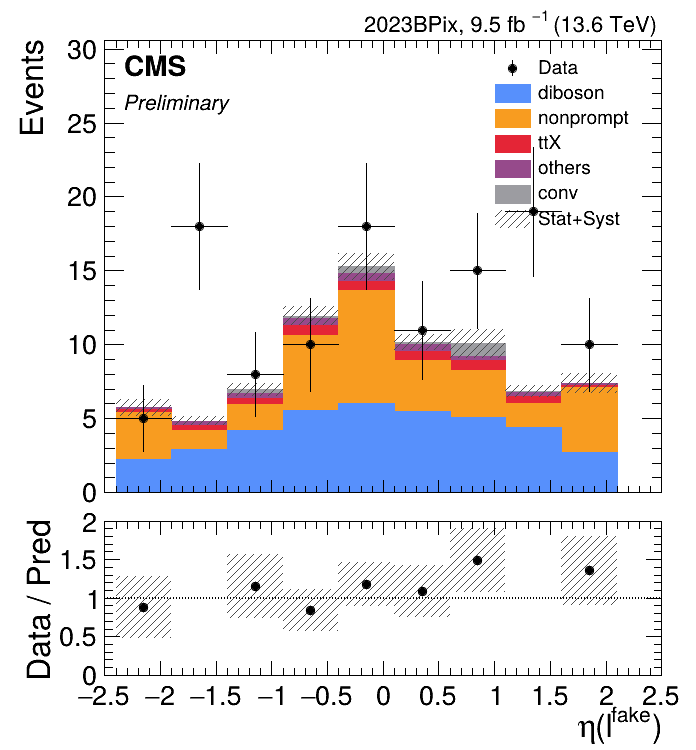 2023BPix, 9.5 fb⁻¹ (13.6 TeV)
Events
CMS
Preliminary
Data
diboson
nonprompt
ttX
others
conv
Stat+Syst
30
25
20
15
10
5
0
Data / Pred
2
1.5
1
0.5
0
−2.5 −2 −1.5 −1 −0.5 0 0.5 1 1.5 2 2.5
η(l^fake)